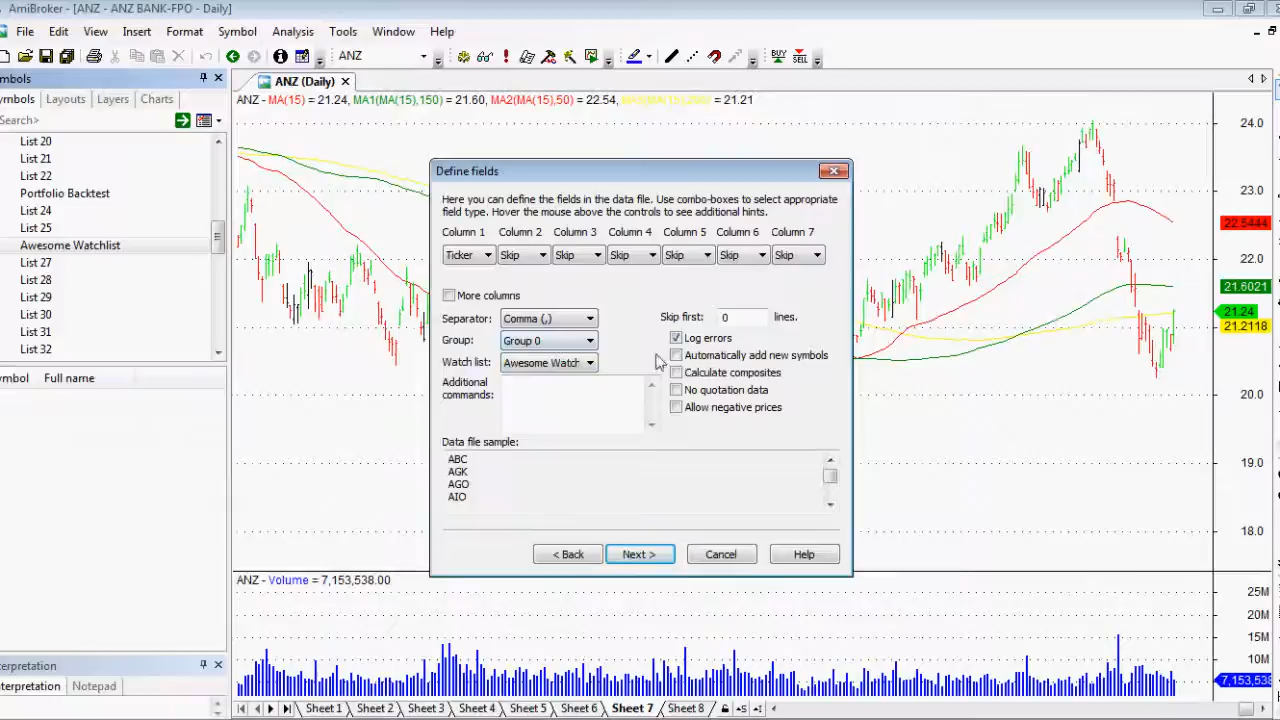 AmiBroker - [ANZ - ANZ BANK-FPO - Daily]
File Edit View Insert Format Symbol Analysis Tools Window Help
ANZ
BUY SELL
ymbols
ANZ (Daily)
ymbols Layouts Layers Charts
Search>
ANZ - MA(15) = 21.24, MA1(MA(15),150) = 21.60, MA2(MA(15),50) = 22.54, = 21.21
List 20
List 21
List 22
Portfolio Backtest
List 24
List 25
Awesome Watchlist
List 27
List 28
List 29
List 30
List 31
List 32
ymbol Full name
Define fields
Here you can define the fields in the data file. Use combo-boxes to select appropriate
field type. Hover the mouse above the controls to see additional hints.
Column 1 Column 2 Column 3 Column 4 Column 5 Column 6 Column 7
Ticker Skip Skip Skip Skip Skip Skip
More columns
Separator: Comma (,)
Skip first: 0 lines.
Group: Group 0
Log errors
Watch list: Awesome Watch
Automatically add new symbols
Additional
commands:
Calculate composites
No quotation data
Allow negative prices
Data file sample:
ABC
AGK
AGO
AIO
< Back Next > Cancel Help
24.0
23.0
22.5444
22.0
21.6021
21.24
21.2118
20.0
19.0
18.0
ANZ - Volume = 7,153,538.00
25M
20M
15M
10M
7,153,538
terpretation
terpretation Notepad
Sheet 1 Sheet 2 Sheet 3 Sheet 4 Sheet 5 Sheet 6 Sheet 7 Sheet 8